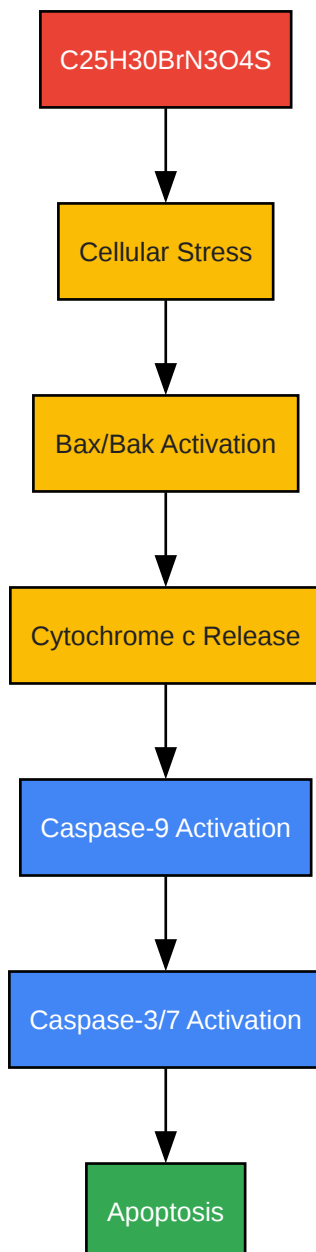 C25H30BrN3O4S
Cellular Stress
Bax/Bak Activation
Cytochrome c Release
Caspase-9 Activation
Caspase-3/7 Activation
Apoptosis